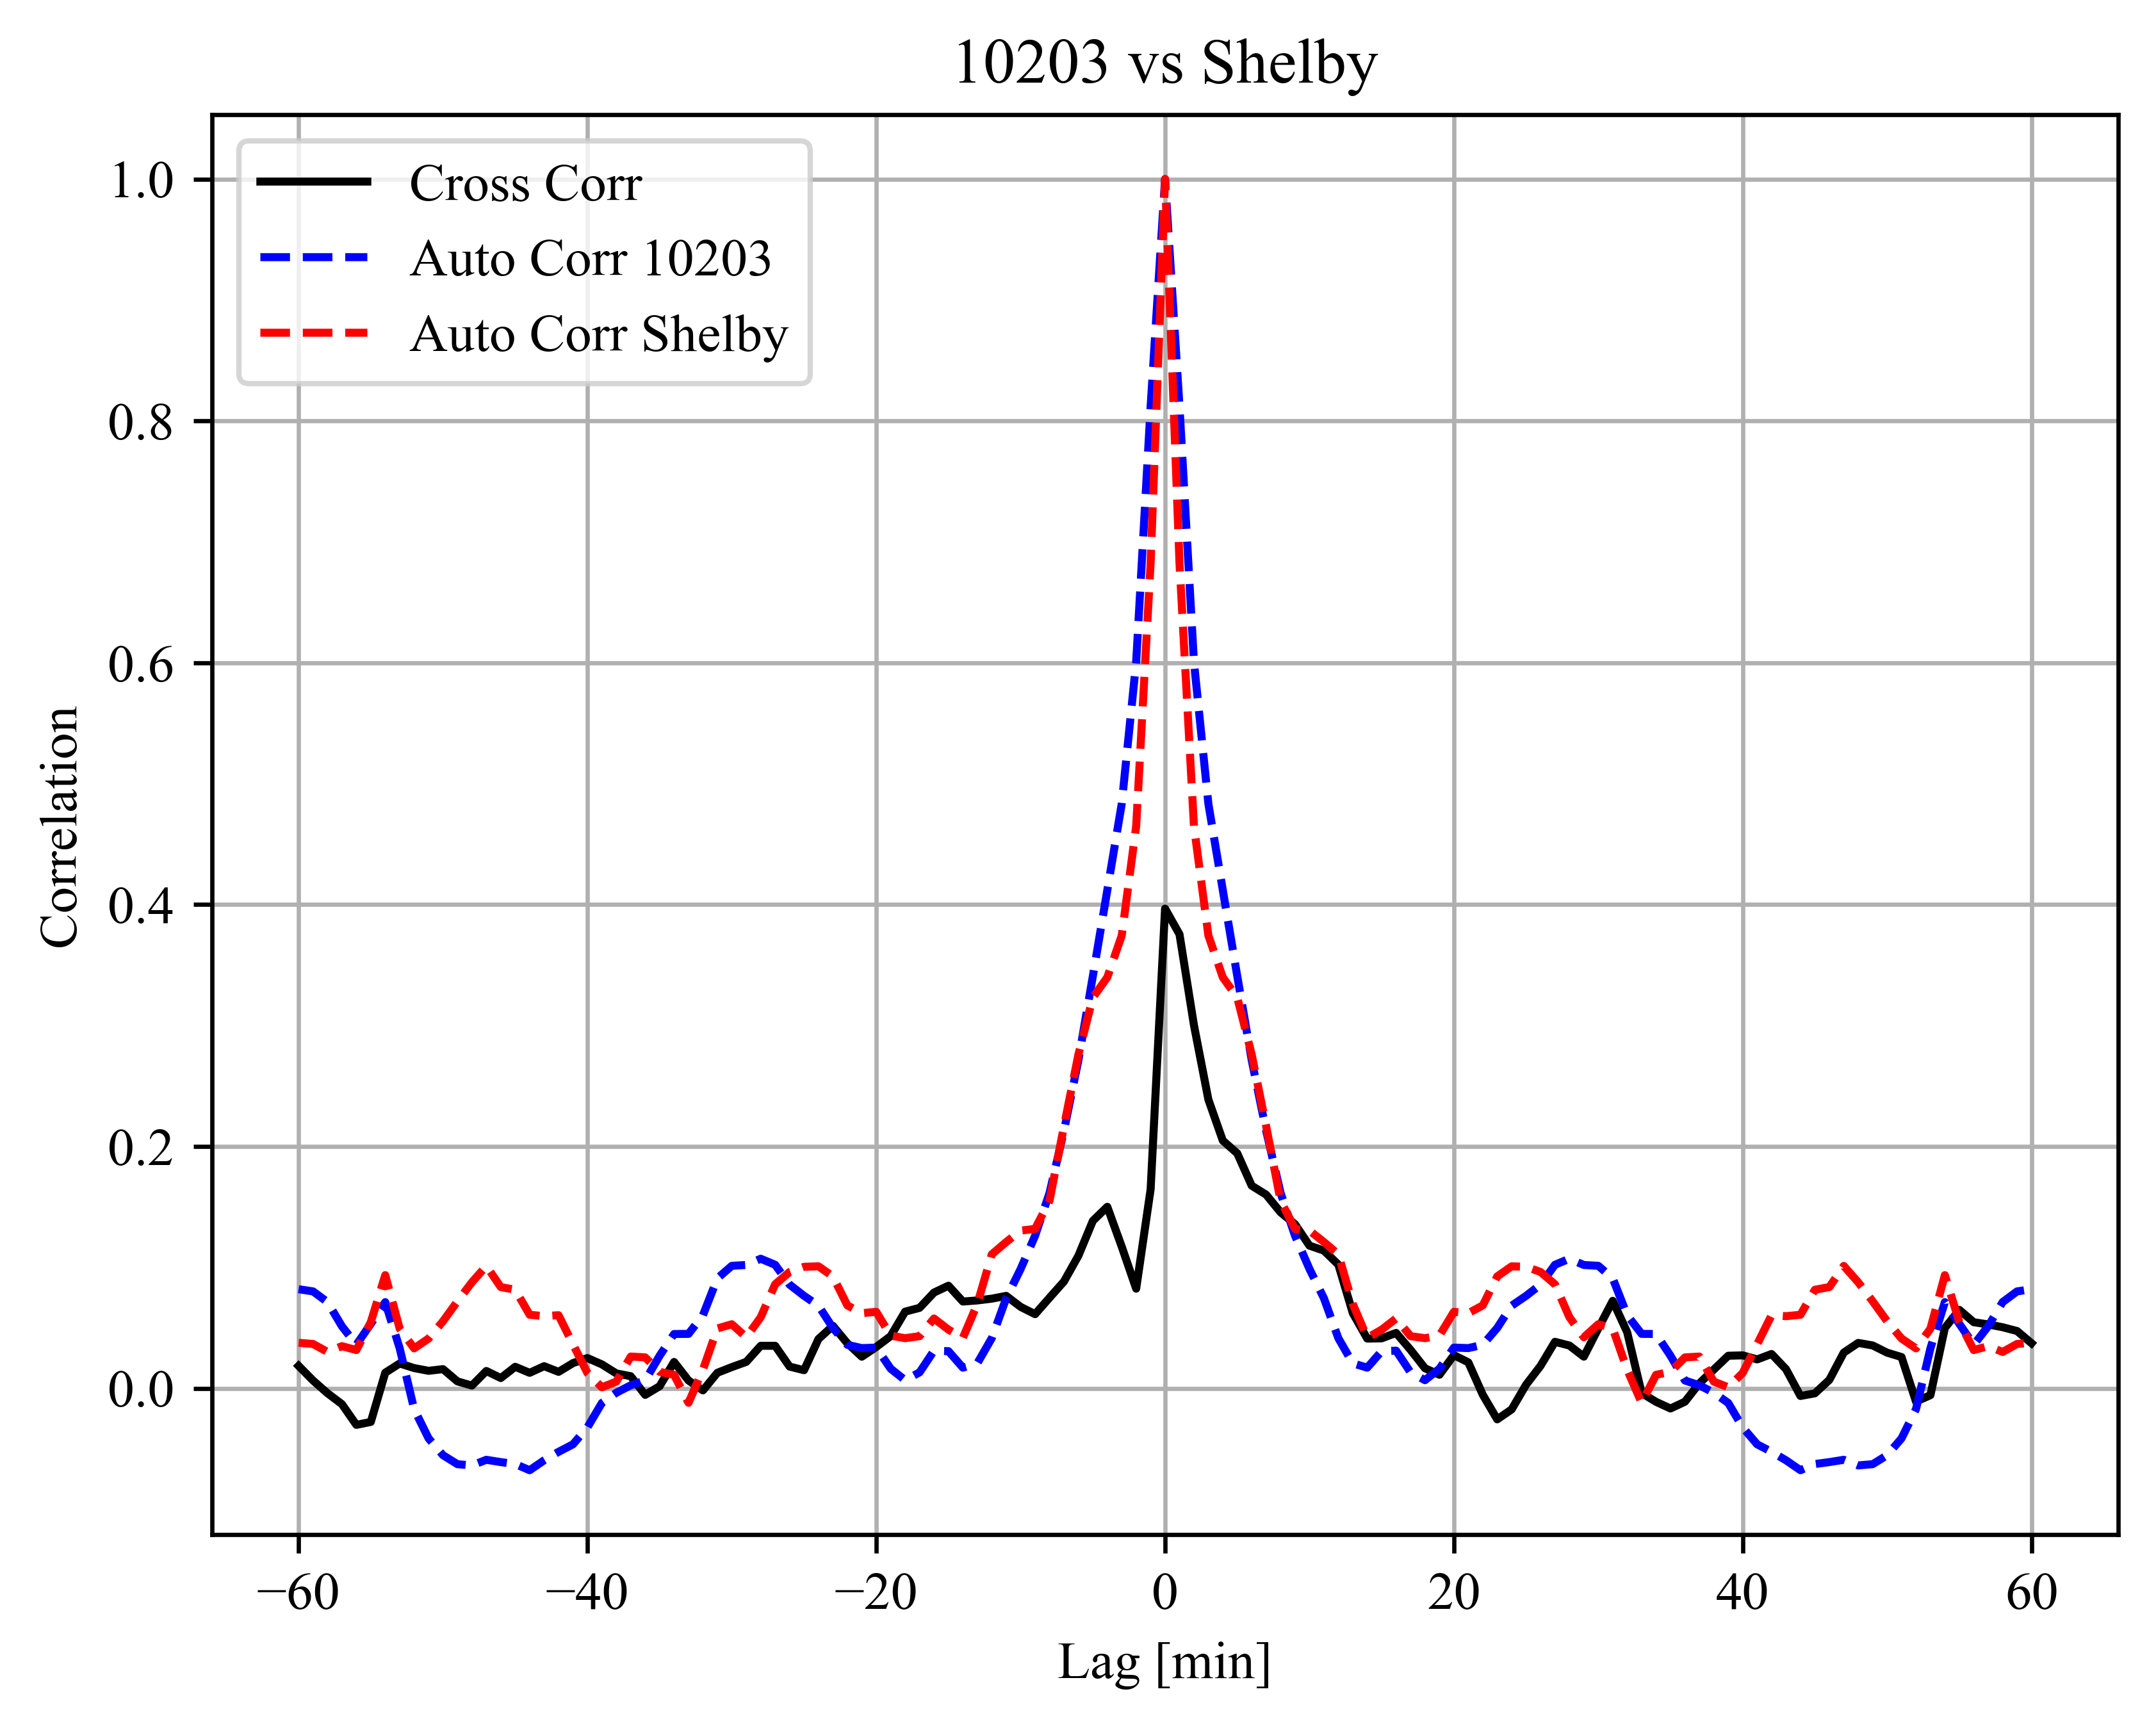 10203 vs Shelby
Cross Corr
Auto Corr 10203
Auto Corr Shelby
1.0
0.8
0.6
0.4
0.2
0.0
Correlation
−60 −40 −20 0 20 40 60
Lag [min]